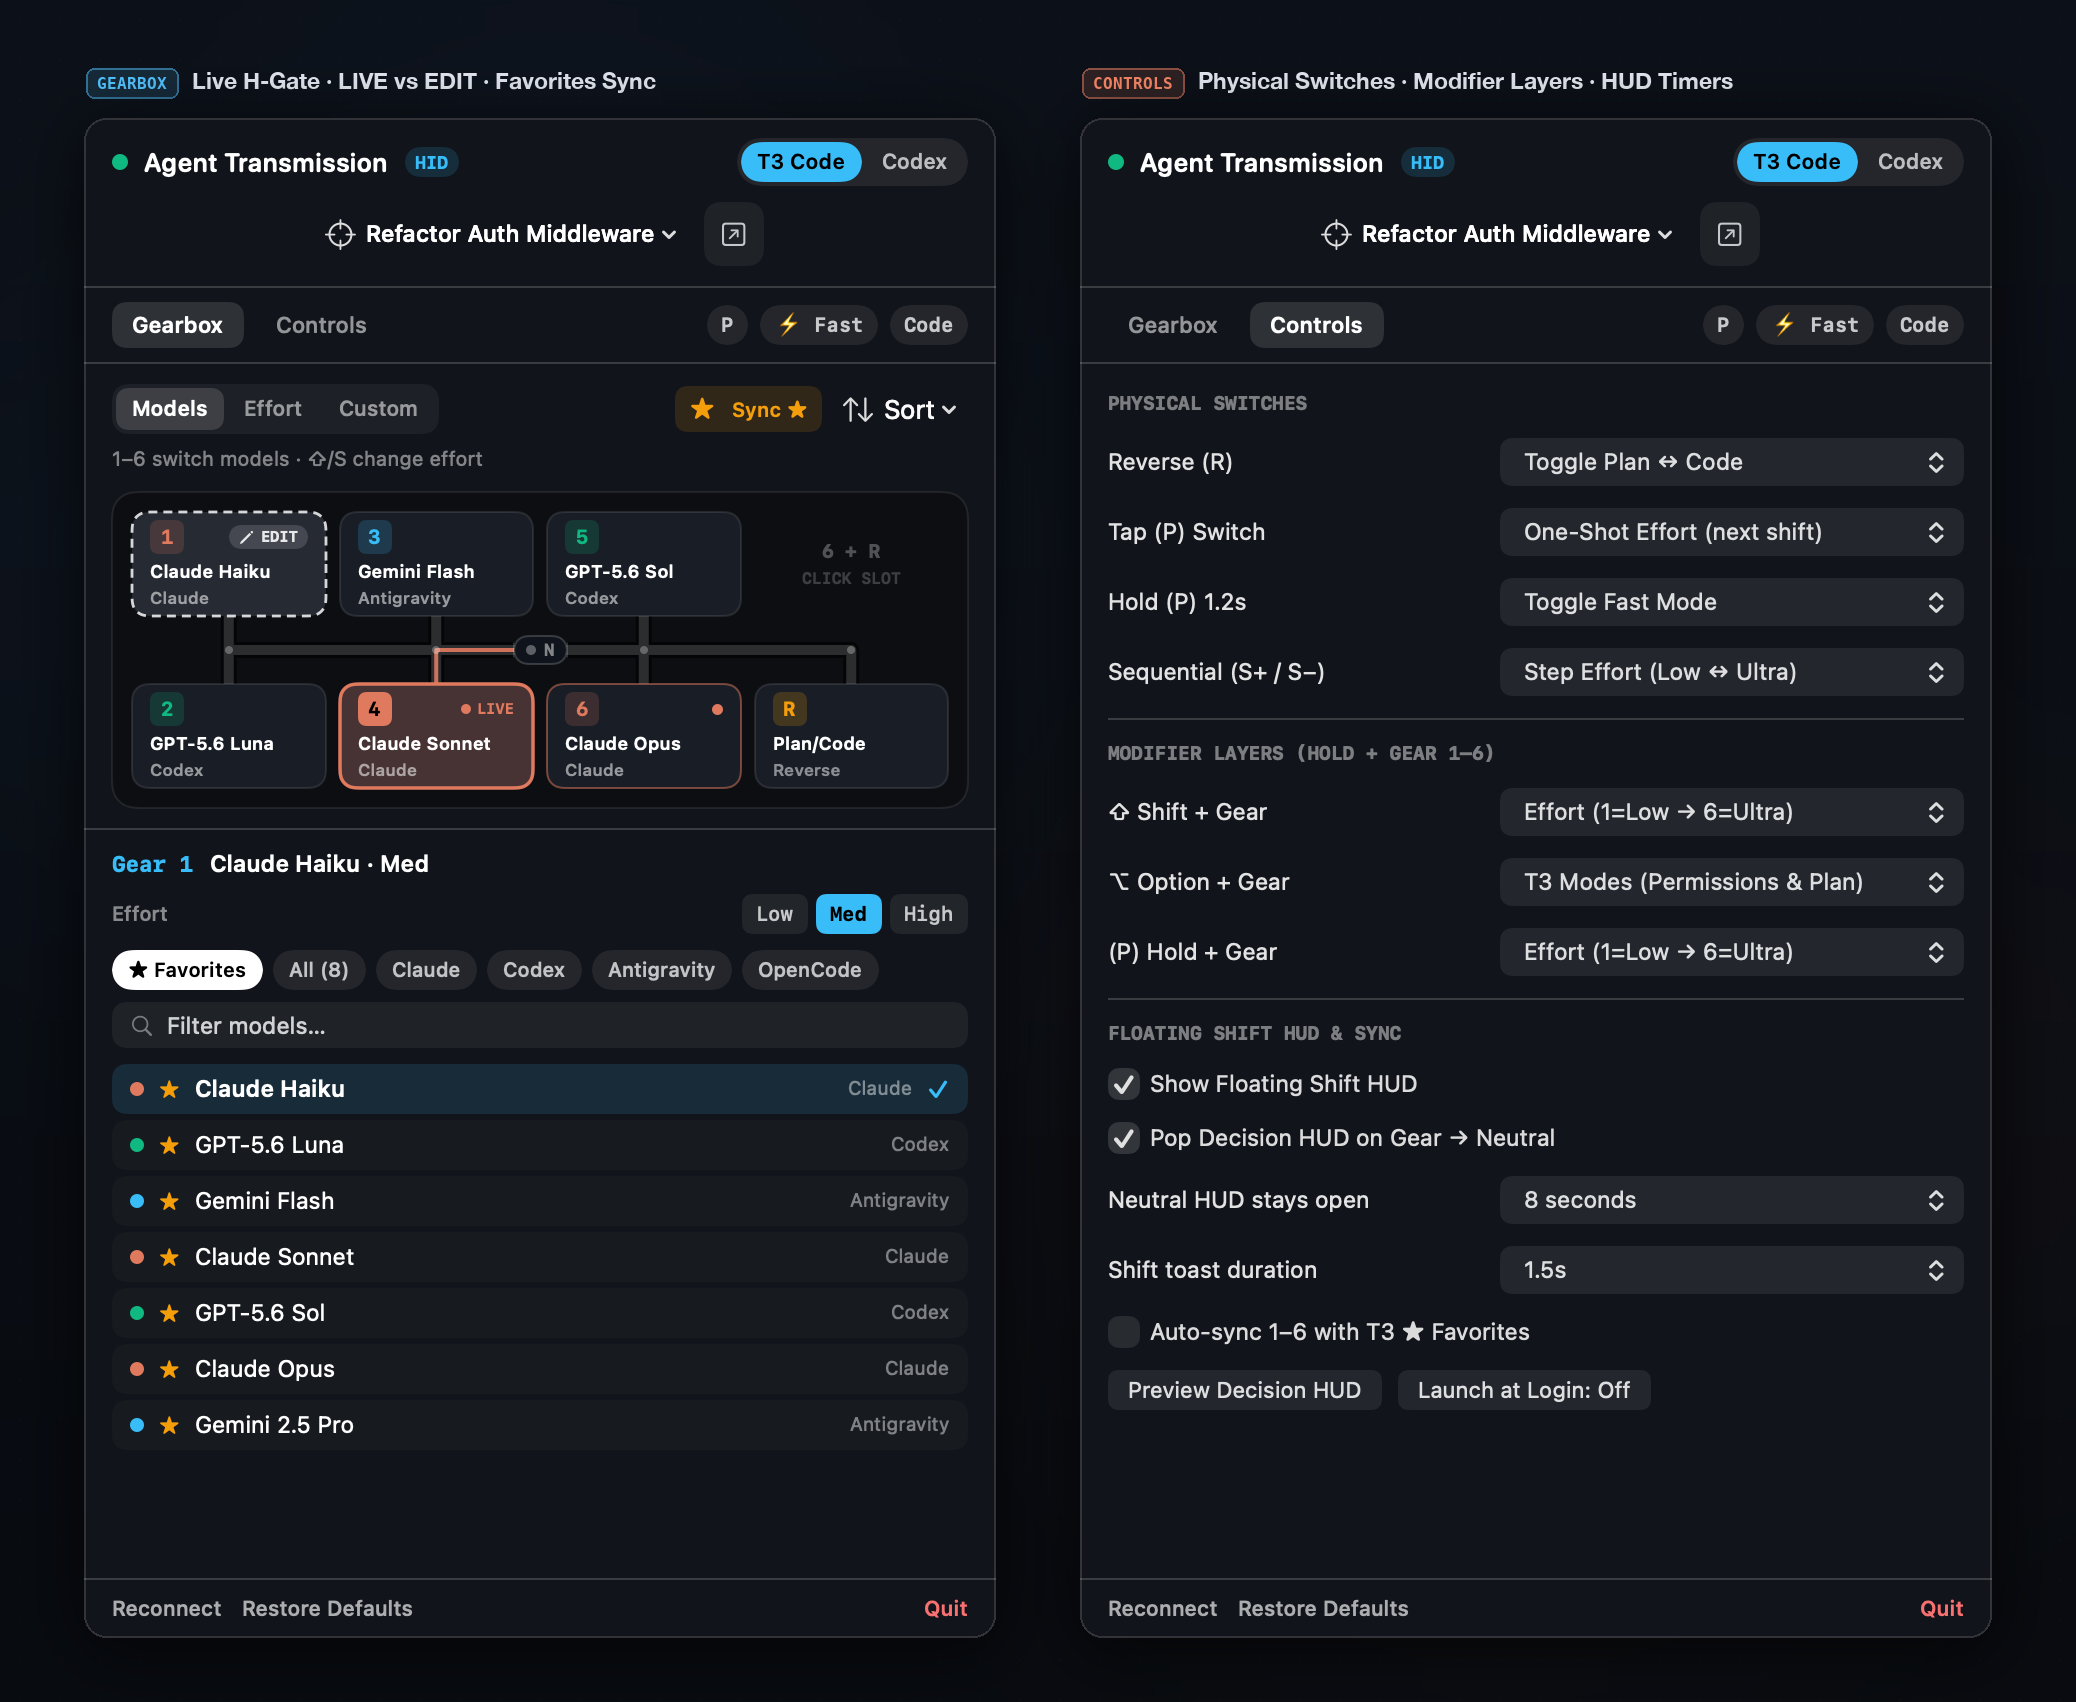 GEARBOX Live H-Gate · LIVE vs EDIT · Favorites Sync
Agent Transmission HID T3 Code Codex
Refactor Auth Middleware
Gearbox Controls P ⚡ Fast Code
Models Effort Custom ★ Sync ★ Sort
1–6 switch models · ⇧/S change effort
1 EDIT
Claude Haiku
Claude
3
Gemini Flash
Antigravity
5
GPT-5.6 Sol
Codex
6 + R
CLICK SLOT
N
2
GPT-5.6 Luna
Codex
4 LIVE
Claude Sonnet
Claude
6
Claude Opus
Claude
R
Plan/Code
Reverse
Gear 1 Claude Haiku · Med
Effort Low Med High
★ Favorites All (8) Claude Codex Antigravity OpenCode
Filter models...
★ Claude Haiku Claude ✓
★ GPT-5.6 Luna Codex
★ Gemini Flash Antigravity
★ Claude Sonnet Claude
★ GPT-5.6 Sol Codex
★ Claude Opus Claude
★ Gemini 2.5 Pro Antigravity
Reconnect Restore Defaults Quit
CONTROLS Physical Switches · Modifier Layers · HUD Timers
Agent Transmission HID T3 Code Codex
Refactor Auth Middleware
Gearbox Controls P ⚡ Fast Code
PHYSICAL SWITCHES
Reverse (R) Toggle Plan ↔ Code
Tap (P) Switch One-Shot Effort (next shift)
Hold (P) 1.2s Toggle Fast Mode
Sequential (S+ / S−) Step Effort (Low ↔ Ultra)
MODIFIER LAYERS (HOLD + GEAR 1–6)
⇧ Shift + Gear Effort (1=Low → 6=Ultra)
⌥ Option + Gear T3 Modes (Permissions & Plan)
(P) Hold + Gear Effort (1=Low → 6=Ultra)
FLOATING SHIFT HUD & SYNC
Show Floating Shift HUD
Pop Decision HUD on Gear → Neutral
Neutral HUD stays open 8 seconds
Shift toast duration 1.5s
Auto-sync 1–6 with T3 ★ Favorites
Preview Decision HUD Launch at Login: Off
Reconnect Restore Defaults Quit